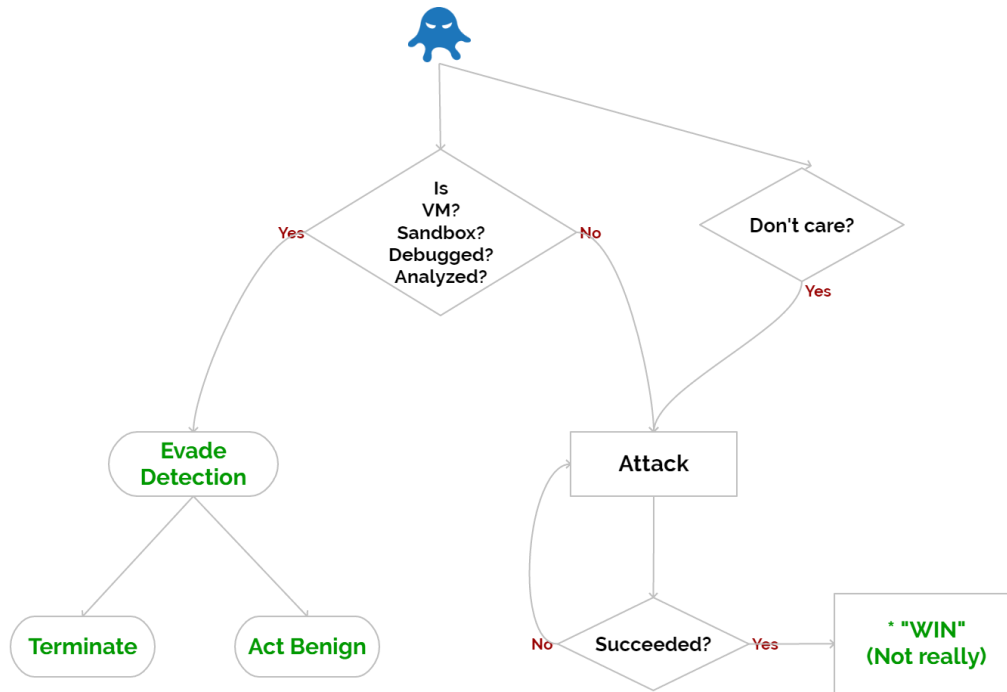 Is
VM?
Sandbox?
Debugged?
Analyzed?
Yes
No
Don't care?
Yes
Evade
Detection
Attack
Terminate
Act Benign
No
Succeeded?
Yes
* "WIN"
(Not really)